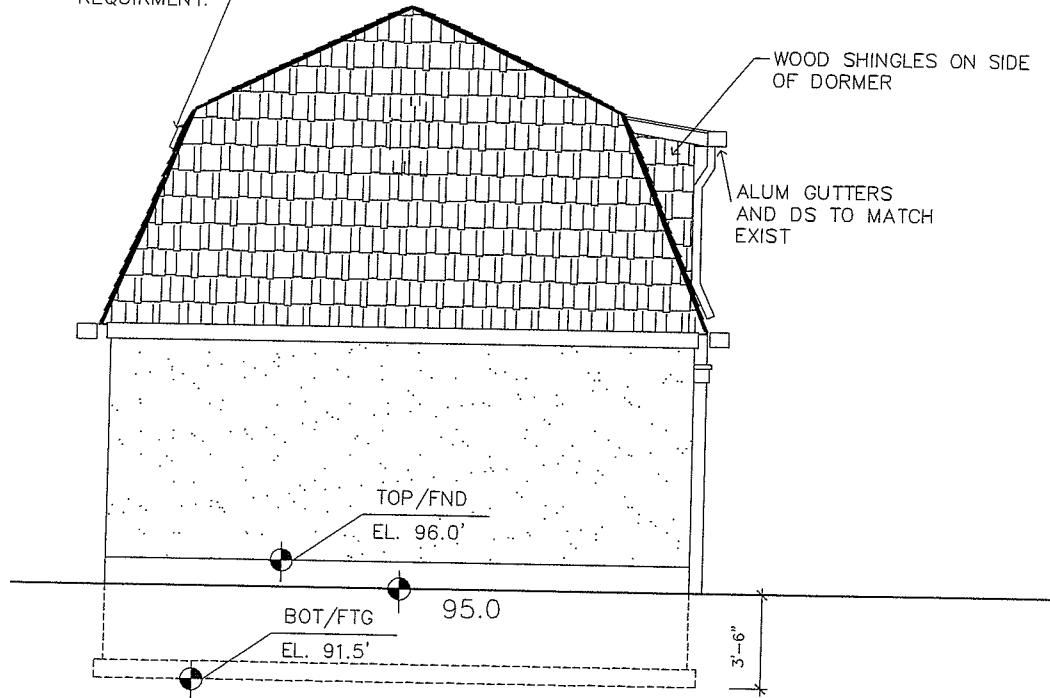 REQUIRMENT.
WOOD SHINGLES ON SIDE
OF DORMER
ALUM GUTTERS
AND DS TO MATCH
EXIST
TOP/FND
EL. 96.0'
95.0
BOT/FTG
EL. 91.5'
3'-6"